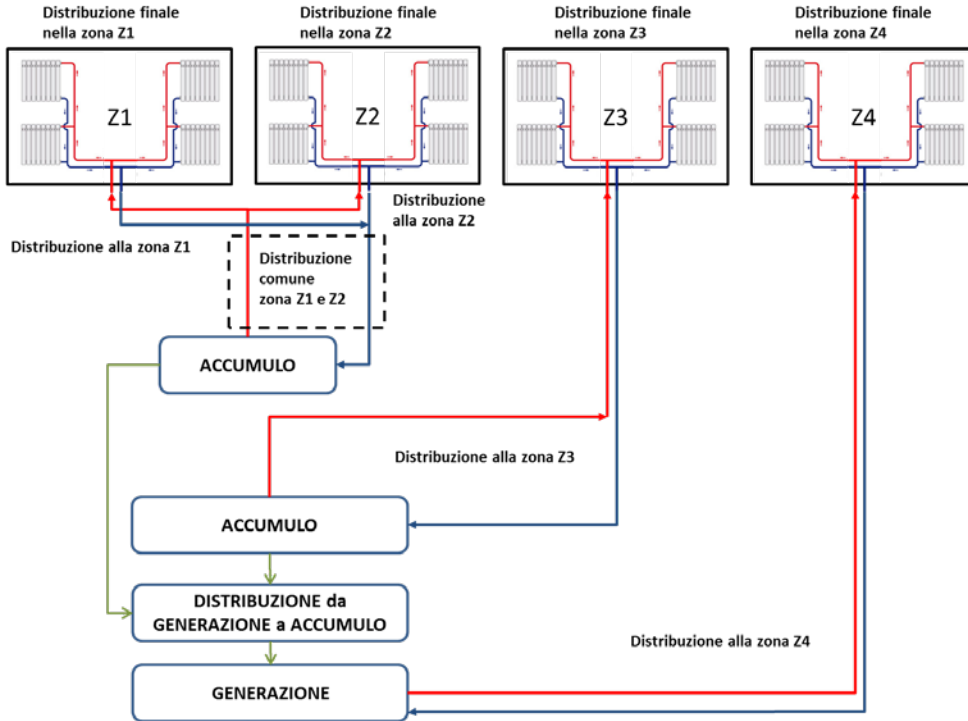 Distribuzione finale
nella zona Z1
Distribuzione finale
nella zona Z2
Distribuzione finale
nella zona Z3
Distribuzione finale
nella zona Z4
Z1
Z2
Z3
Z4
Distribuzione
alla zona Z2
Distribuzione alla zona Z1
Distribuzione
comune
zona Z1 e Z2
ACCUMULO
Distribuzione alla zona Z3
ACCUMULO
DISTRIBUZIONE da
GENERAZIONE a ACCUMULO
Distribuzione alla zona Z4
GENERAZIONE